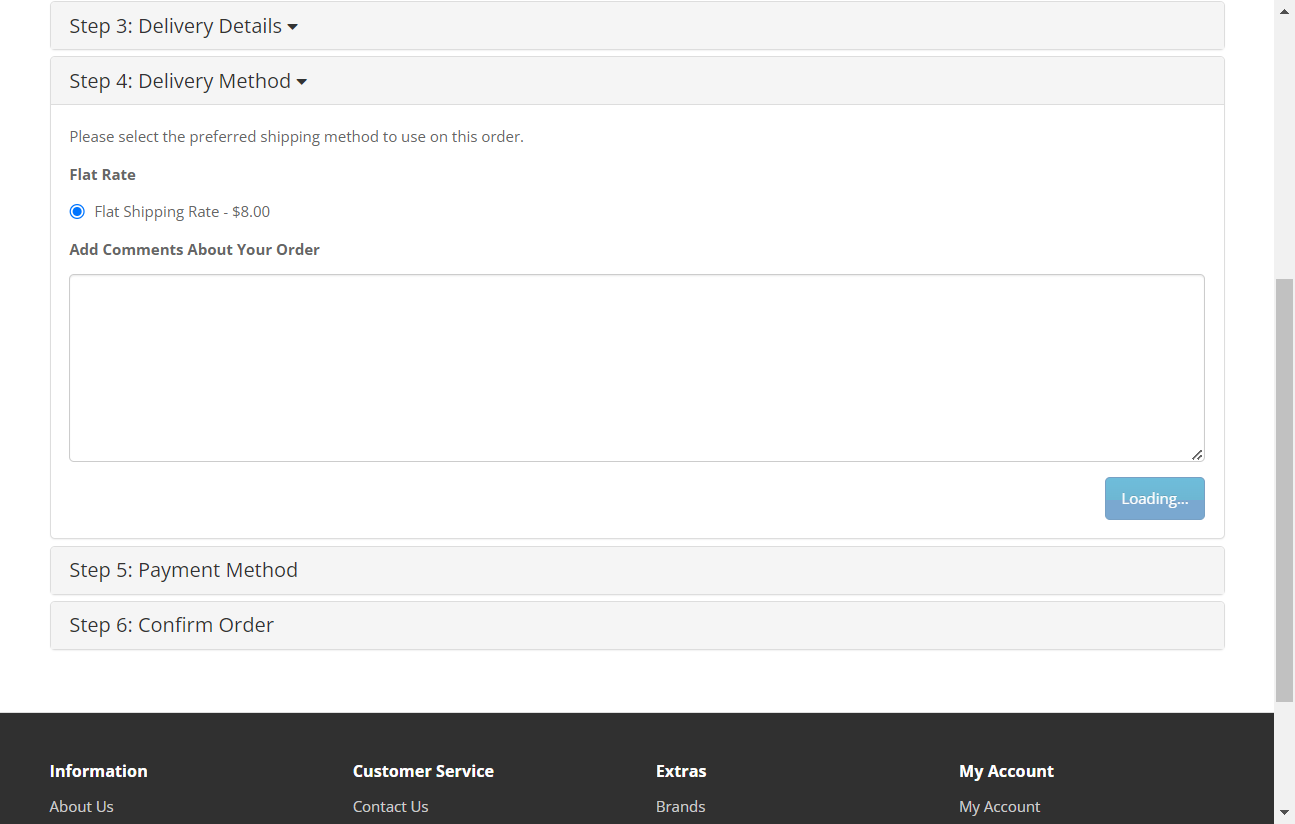 Step 3: Delivery Details
Step 4: Delivery Method
Please select the preferred shipping method to use on this order.
Flat Rate
Flat Shipping Rate - $8.00
Add Comments About Your Order
Loading...
Step 5: Payment Method
Step 6: Confirm Order
Information Customer Service Extras My Account
About Us Contact Us Brands My Account